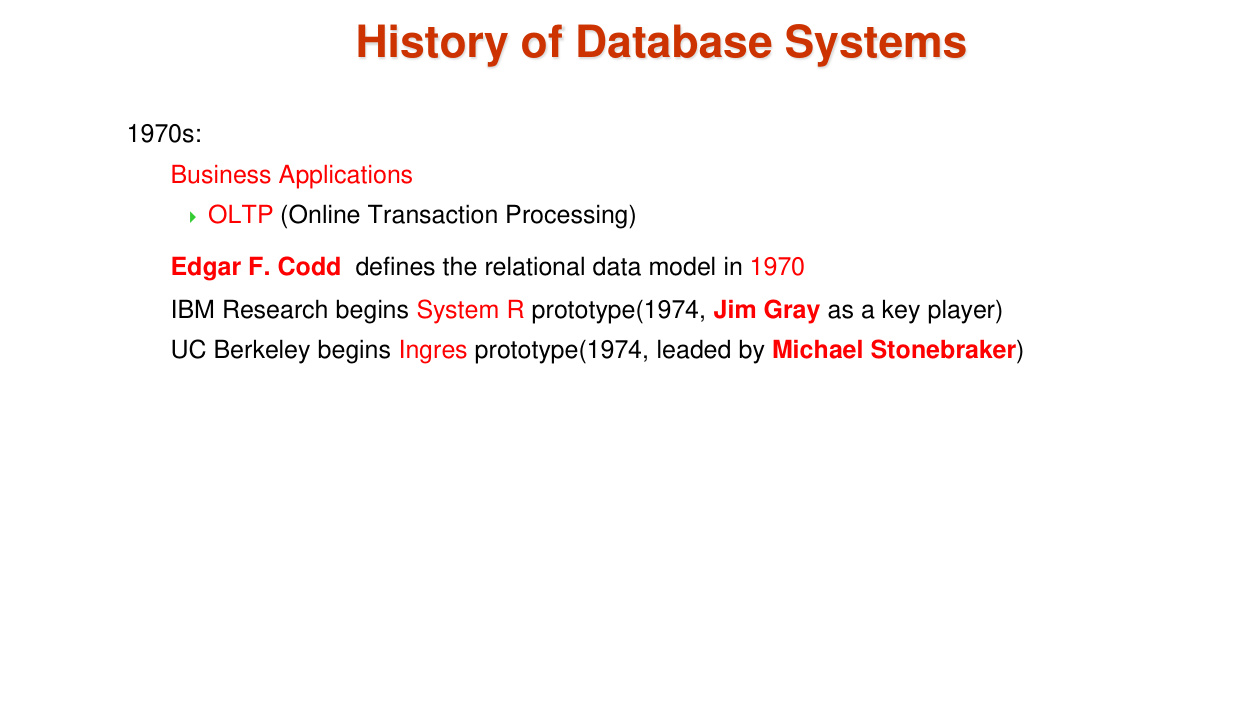 History of Database Systems
1970s:
Business Applications
OLTP (Online Transaction Processing)
Edgar F. Codd  defines the relational data model in 1970
IBM Research begins System R prototype(1974, Jim Gray as a key player)
UC Berkeley begins Ingres prototype(1974, leaded by Michael Stonebraker)